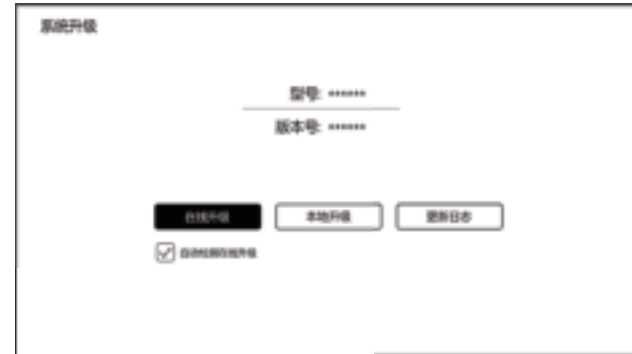 系统升级
型号: ******
版本号: ******
在线升级
本地升级
更新日志
自动检测在线升级